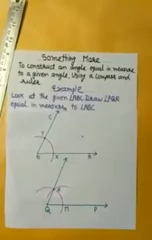 Something More
To construct an angle equal in measure
to a given angle, Using a compass and
ruler.
Example
Look at the given ∠ABC. Draw ∠PQR
equal in measure to ∠ABC
C
B
Q M P